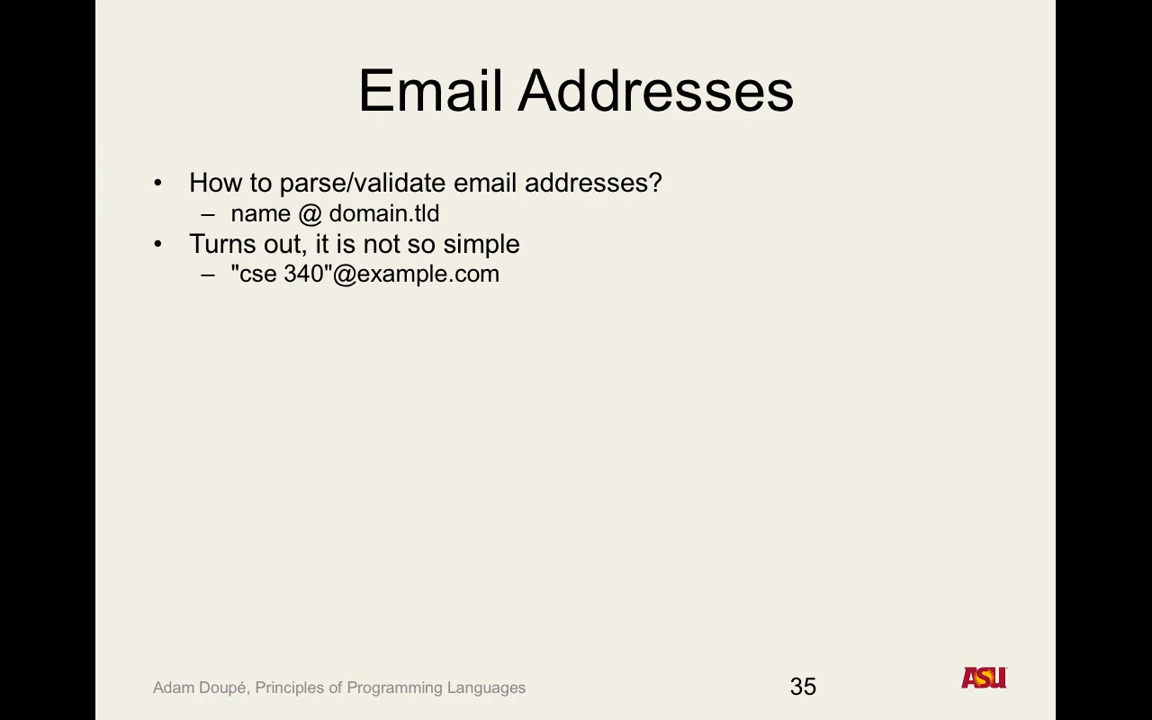 Email Addresses
• How to parse/validate email addresses?
– name @ domain.tld
• Turns out, it is not so simple
– "cse 340"@example.com
Adam Doupé, Principles of Programming Languages
35
ASU